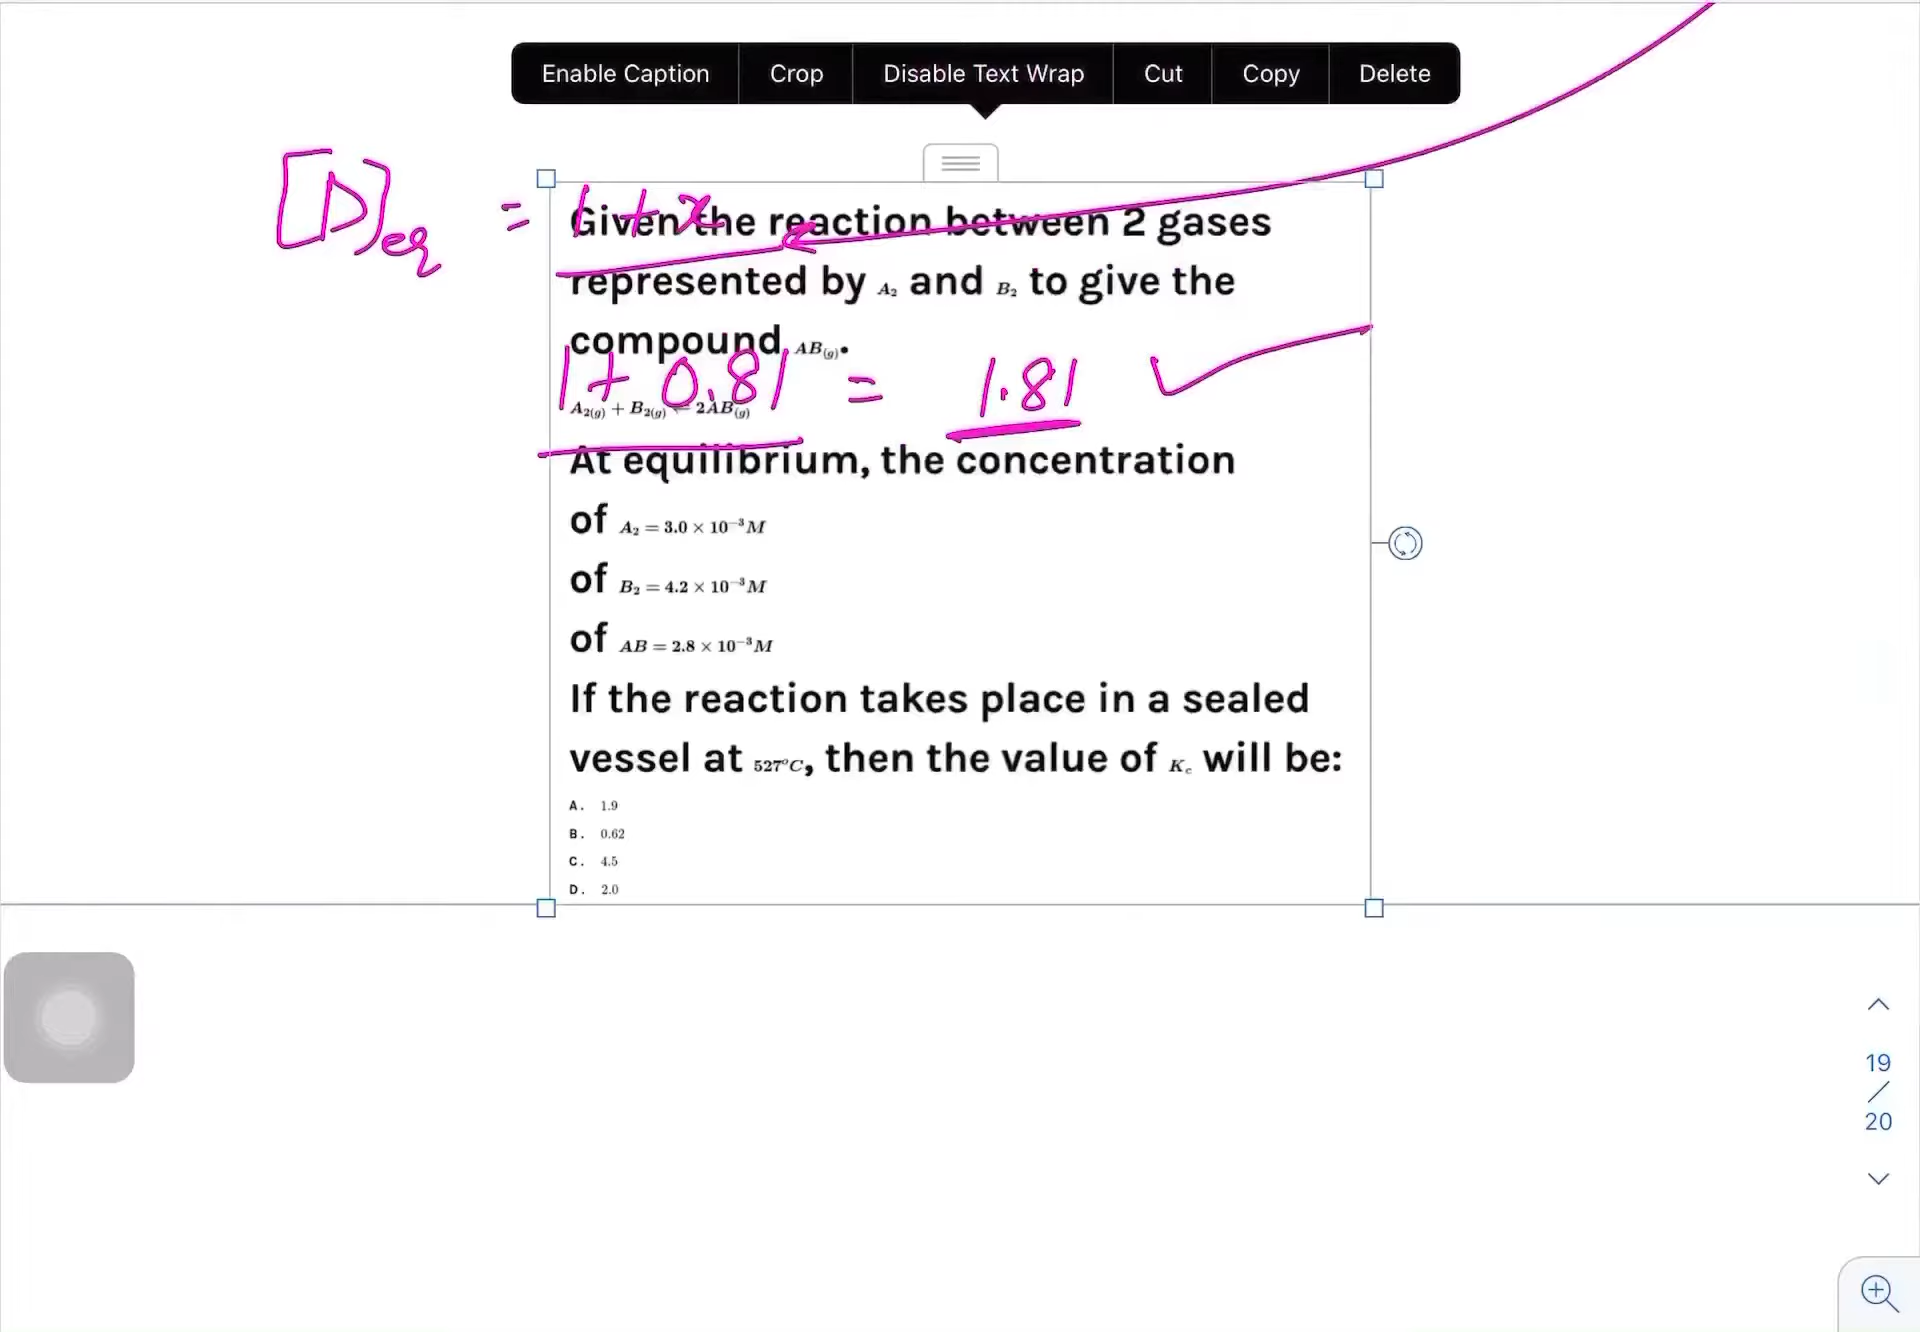 Enable Caption Crop Disable Text Wrap Cut Copy Delete
[D]eq = 1 + x
Given the reaction between 2 gases
represented by A₂ and B₂ to give the
compound AB(g).
1 + 0.81 = 1.81 ✓
A₂(g) + B₂(g) 2AB(g)
At equilibrium, the concentration
of A₂ = 3.0 × 10⁻³M
of B₂ = 4.2 × 10⁻³M
of AB = 2.8 × 10⁻³M
If the reaction takes place in a sealed
vessel at 527°C, then the value of K꜀ will be:
A. 1.9
B. 0.62
C. 4.5
D. 2.0
19
/
20